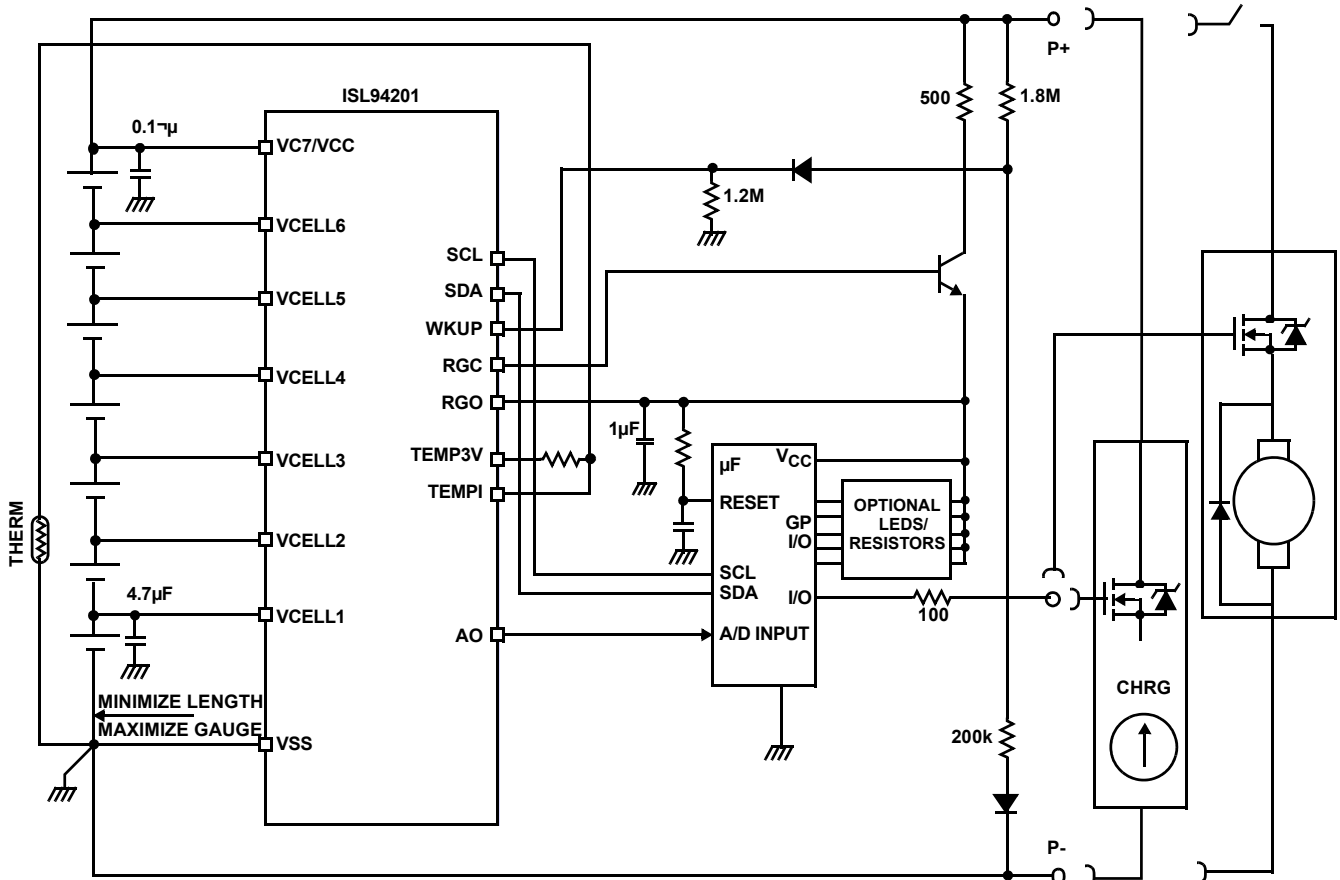 P+
ISL94201
500
1.8M
0.1¬µ
VC7/VCC
1.2M
VCELL6
SCL
SDA
VCELL5
WKUP
RGC
VCELL4
RGO
1µF
TEMP3V
VCELL3
µF
VCC
TEMPI
RESET
OPTIONAL
LEDS/
RESISTORS
GP
I/O
THERM
VCELL2
SCL
SDA
I/O
100
4.7µF
VCELL1
AO
A/D INPUT
CHRG
MINIMIZE LENGTH
MAXIMIZE GAUGE
VSS
200k
P-